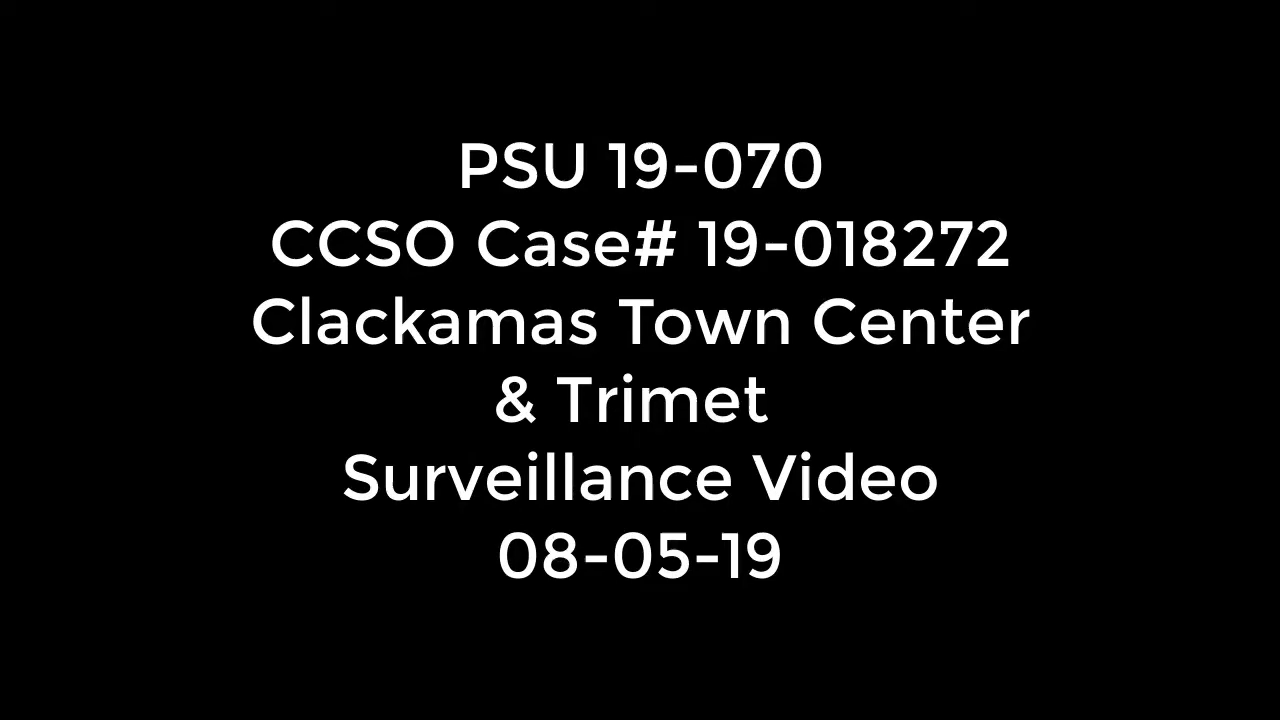 PSU 19-070
CCSO Case# 19-018272
Clackamas Town Center
& Trimet
Surveillance Video
08-05-19